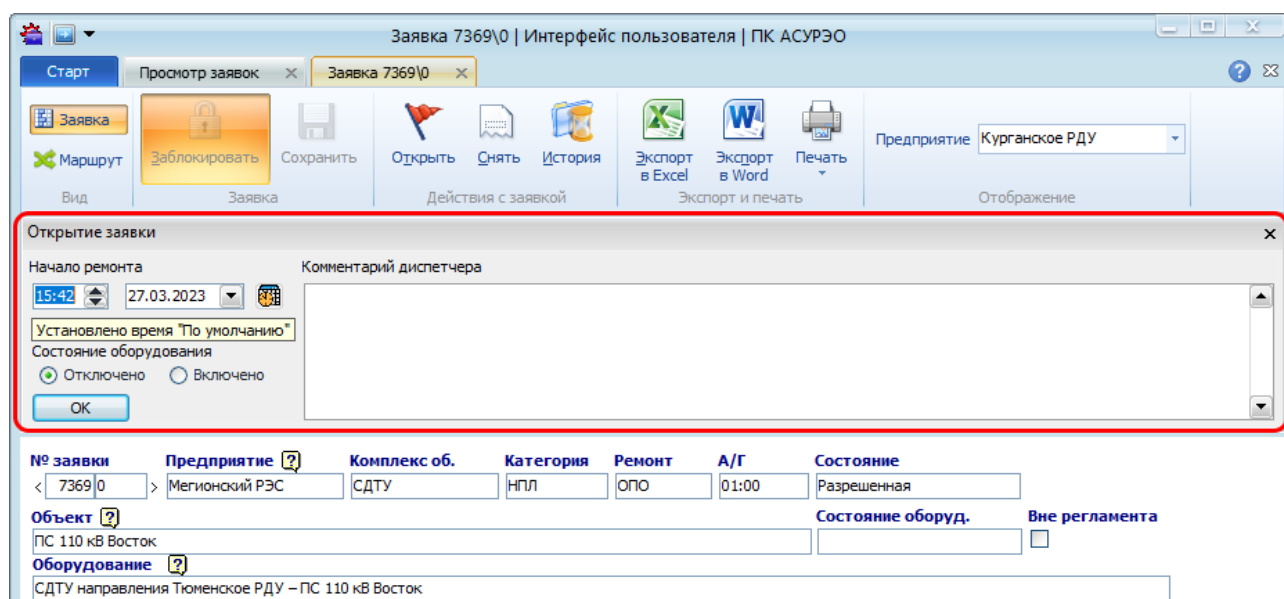 Заявка 7369\0 | Интерфейс пользователя | ПК АСУРЭО
Старт Просмотр заявок Заявка 7369\0
Заявка
Маршрут
Заблокировать Сохранить Открыть Снять История Экспорт в Excel Экспорт в Word Печать Предприятие Курганское РДУ
Вид Заявка Действия с заявкой Экспорт и печать Отображение
Открытие заявки
Начало ремонта Комментарий диспетчера
15:42 27.03.2023
Установлено время "По умолчанию"
Состояние оборудования
Отключено Включено
ОК
№ заявки Предприятие Комплекс об. Категория Ремонт А/Г Состояние
< 7369 0 > Мегионский РЭС СДТУ НПЛ ОПО 01:00 Разрешенная
Объект Состояние оборуд. Вне регламента
ПС 110 кВ Восток
Оборудование
СДТУ направления Тюменское РДУ – ПС 110 кВ Восток